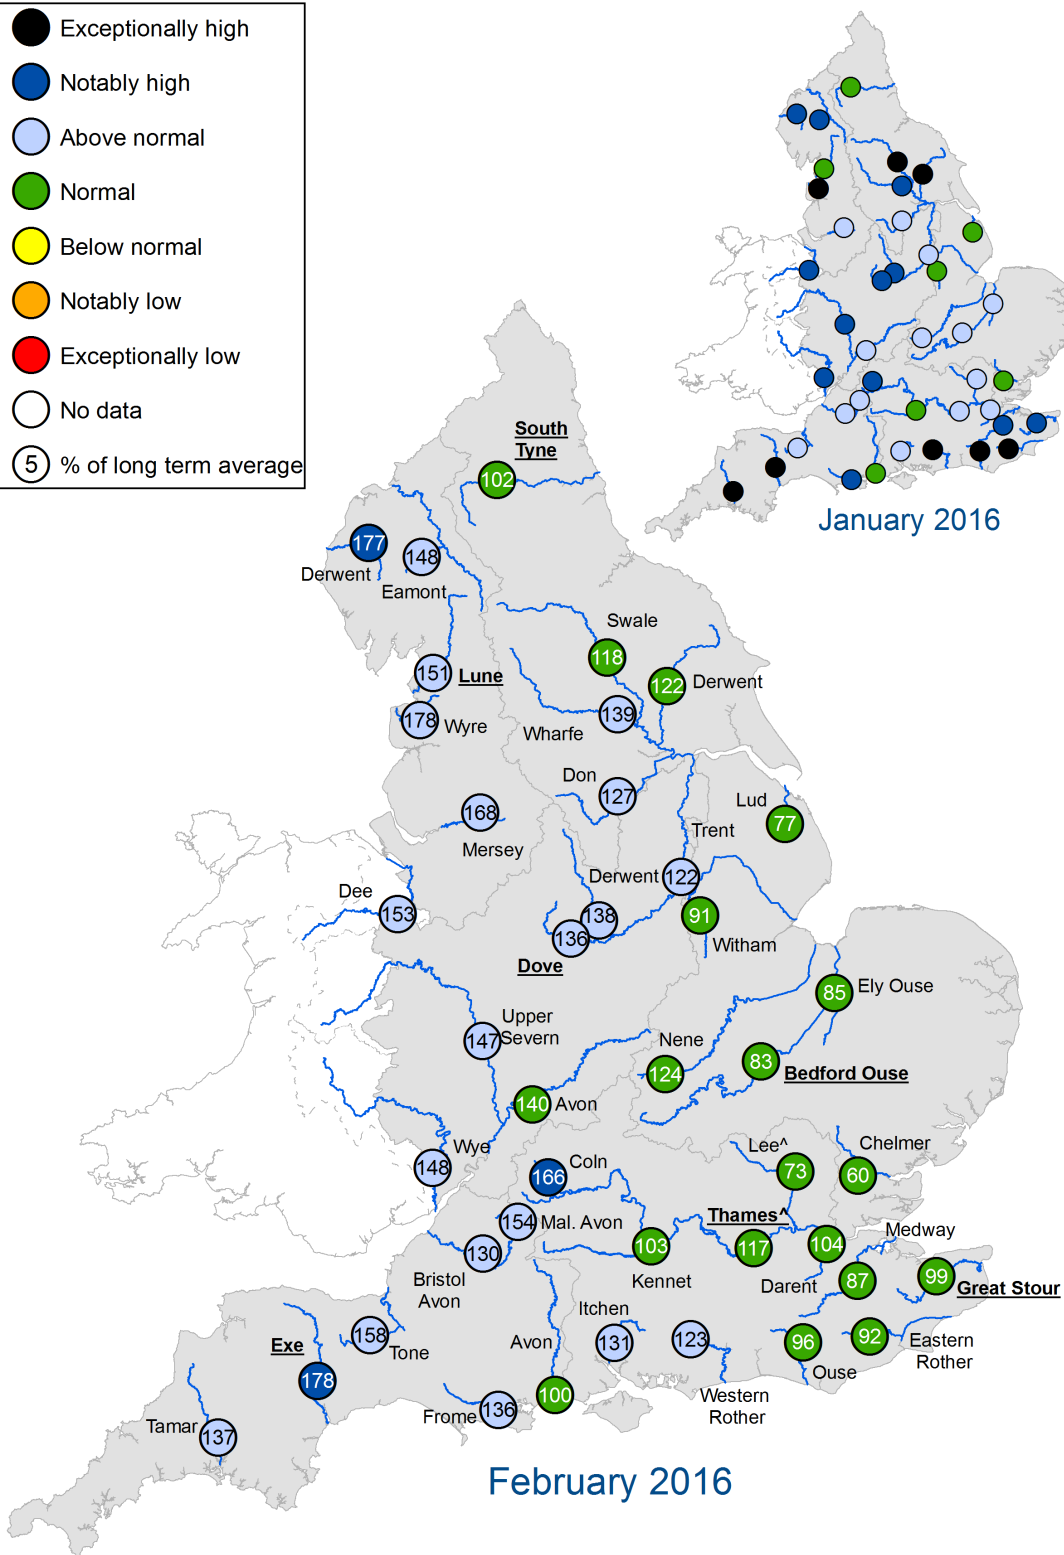 Exceptionally high
Notably high
Above normal
Normal
Below normal
Notably low
Exceptionally low
No data
5 % of long term average
January 2016
South
Tyne
102
177
Derwent
148
Eamont
Swale
118
151
Lune
122
Derwent
178
Wyre
139
Wharfe
Don
127
Lud
77
168
Mersey
Trent
Derwent
122
Dee
153
138
136
Dove
91
Witham
85
Ely Ouse
Upper
Severn
147
Nene
124
83
Bedford Ouse
140
Avon
Wye
148
Coln
166
Lee^
73
Chelmer
60
154
Mal. Avon
Thames^
117
104
Medway
130
Bristol
Avon
103
Kennet
Darent
87
99
Great Stour
Itchen
131
Exe
158
Tone
Avon
123
96
Ouse
92
Eastern
Rother
178
100
Western
Rother
Frome
136
Tamar
137
February 2016